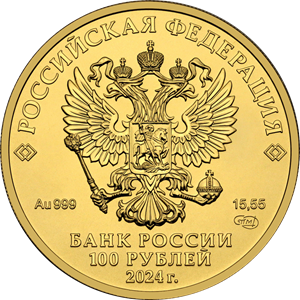 РОССИЙСКАЯ ФЕДЕРАЦИЯ
Au 999 15,55
СПМД
БАНК РОССИИ
100 РУБЛЕЙ
2024 г.